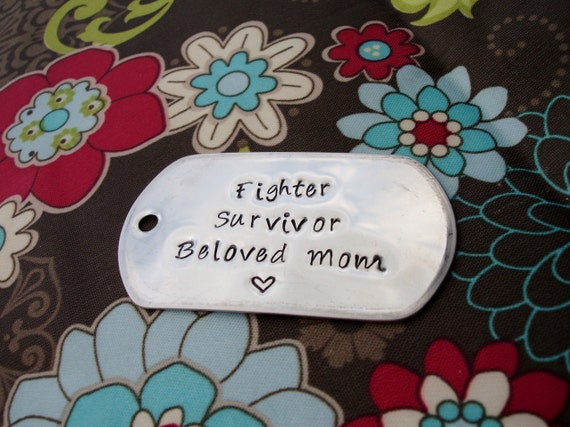 Fighter
Survivor
Beloved Mom
♡